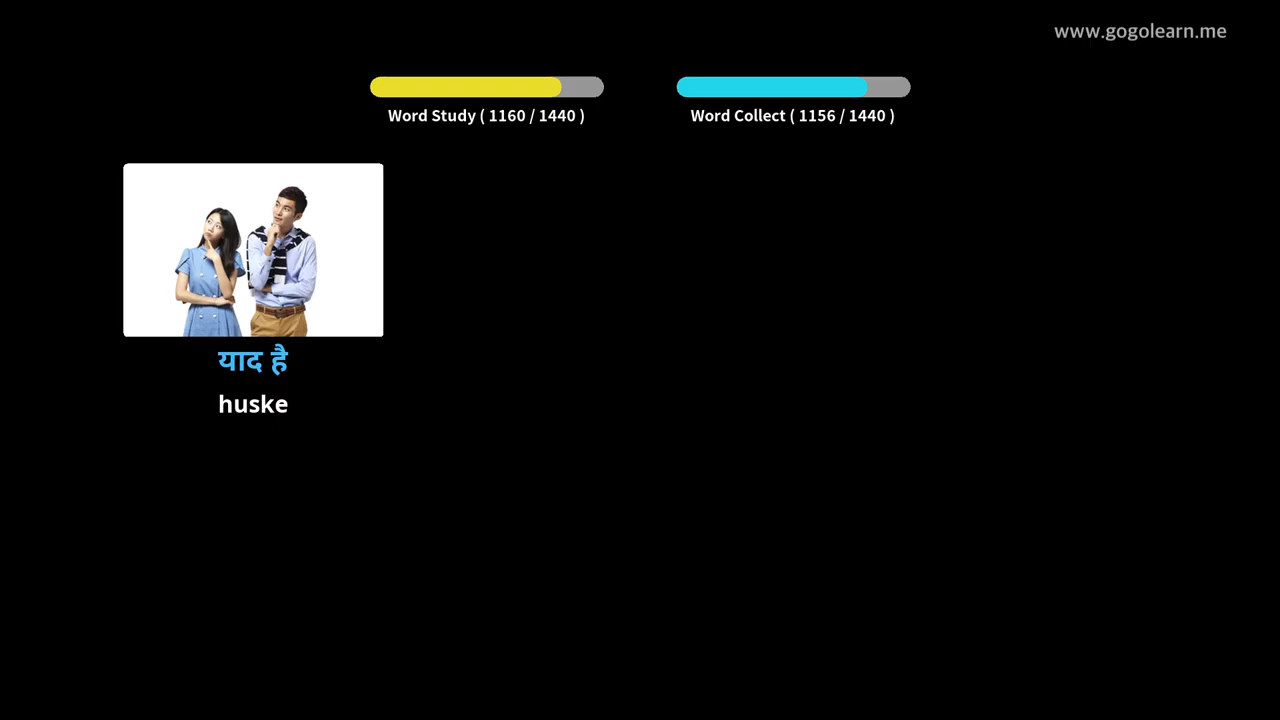 www.gogolearn.me
Word Study ( 1160 / 1440 )
Word Collect ( 1156 / 1440 )
याद है
huske